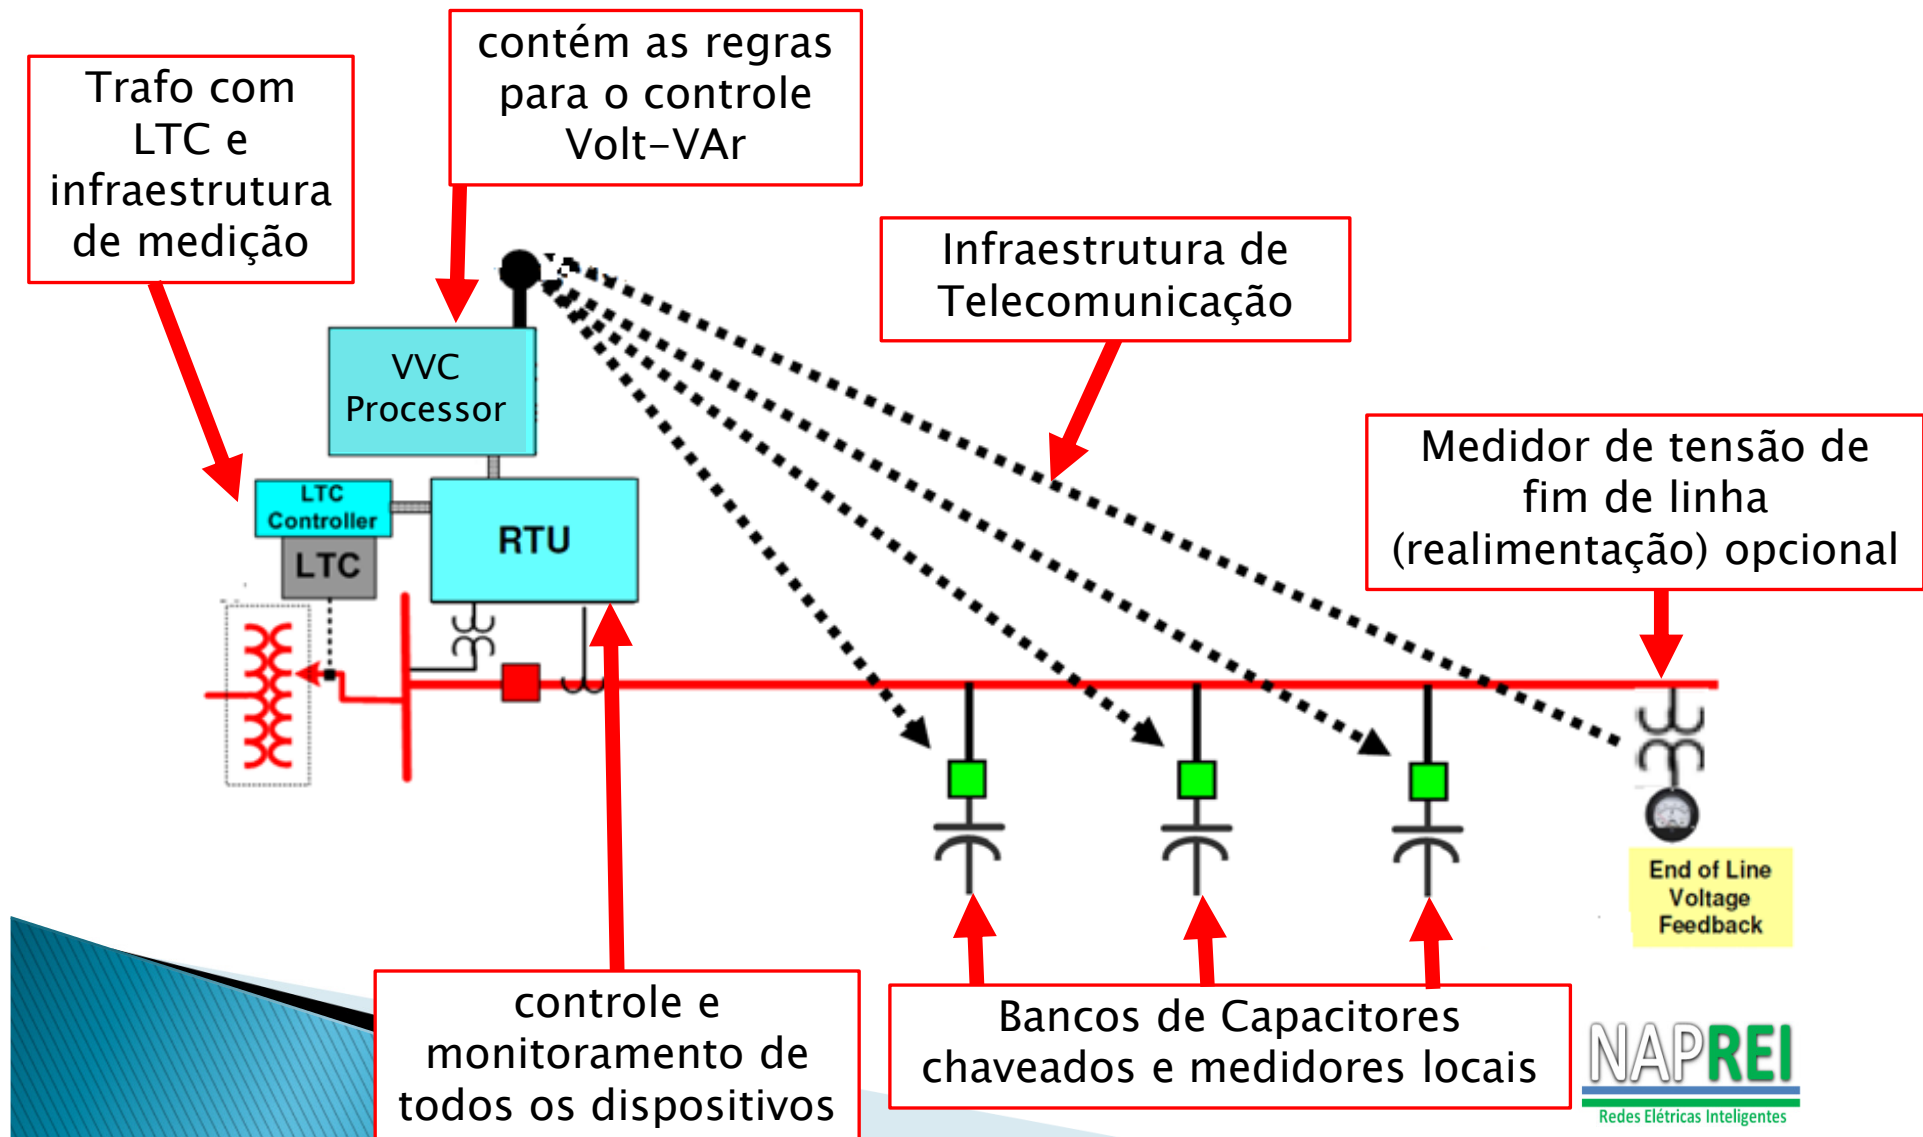 Trafo com
LTC e
infraestrutura
de medição
contém as regras
para o controle
Volt-VAr
Infraestrutura de
Telecomunicação
VVC
Processor
Medidor de tensão de
fim de linha
(realimentação) opcional
LTC
Controller
LTC
RTU
End of Line
Voltage
Feedback
controle e
monitoramento de
todos os dispositivos
Bancos de Capacitores
chaveados e medidores locais
NAPREI
Redes Elétricas Inteligentes